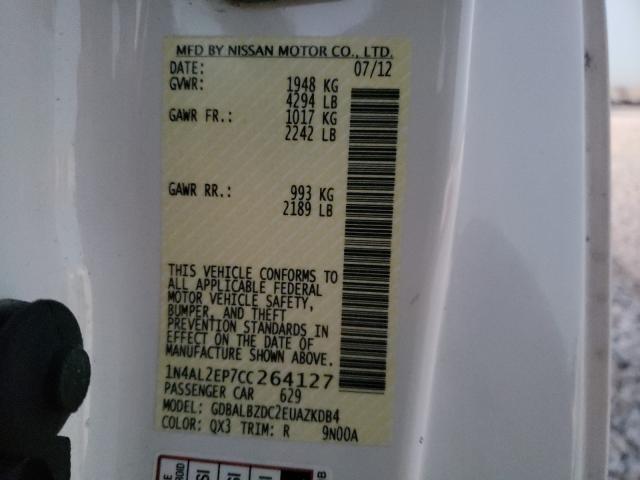 MFD BY NISSAN MOTOR CO., LTD.
DATE: 07/12
GVWR: 1948 KG
4294 LB
GAWR FR.: 1017 KG
2242 LB
GAWR RR.: 993 KG
2189 LB
THIS VEHICLE CONFORMS TO
ALL APPLICABLE FEDERAL
MOTOR VEHICLE SAFETY,
BUMPER, AND THEFT
PREVENTION STANDARDS IN
EFFECT ON THE DATE OF
MANUFACTURE SHOWN ABOVE.
1N4AL2EP7CC264127
PASSENGER CAR 629
MODEL: GDBALBZDC2EUAZKDB4
COLOR: QX3 TRIM: R 9N00A